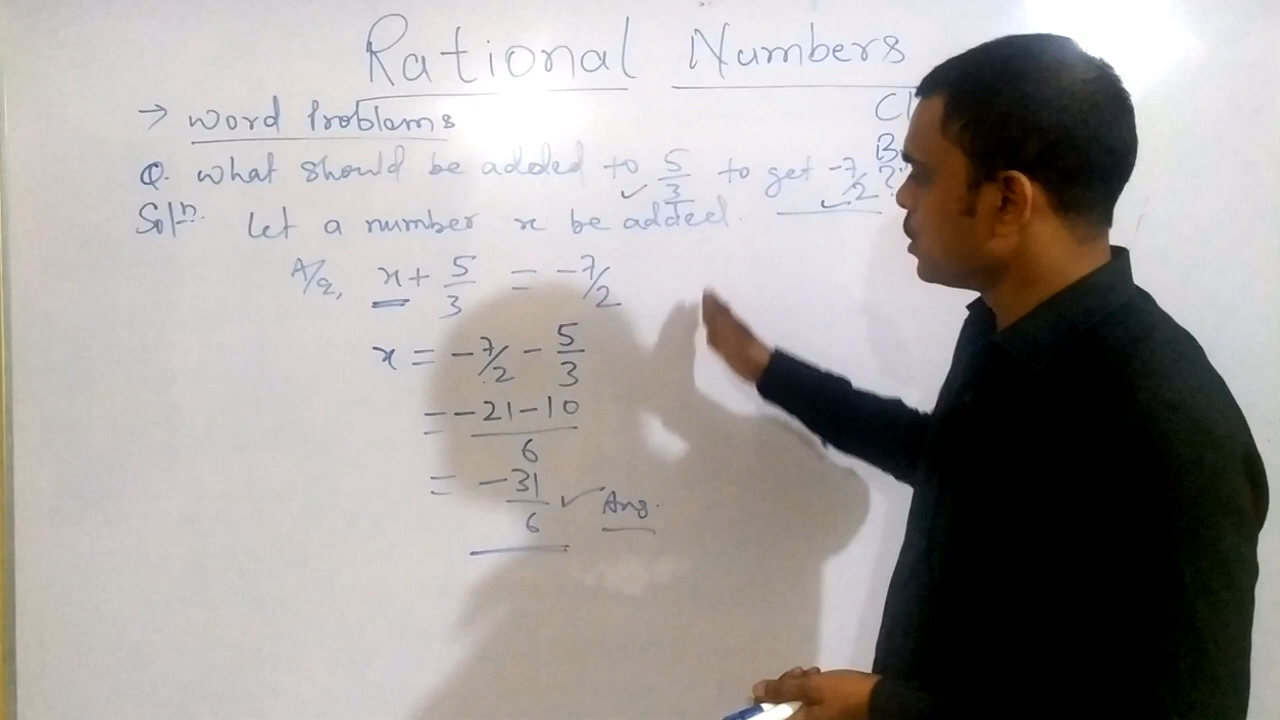 Rational Numbers
→ Word Problems
Q. What should be added to 5/3 to get -7/2 ?
Solⁿ. Let a number x be added.
A/q, x + 5/3 = -7/2
x = -7/2 - 5/3
= -21-10/6
= -31/6 ✓ Ans.